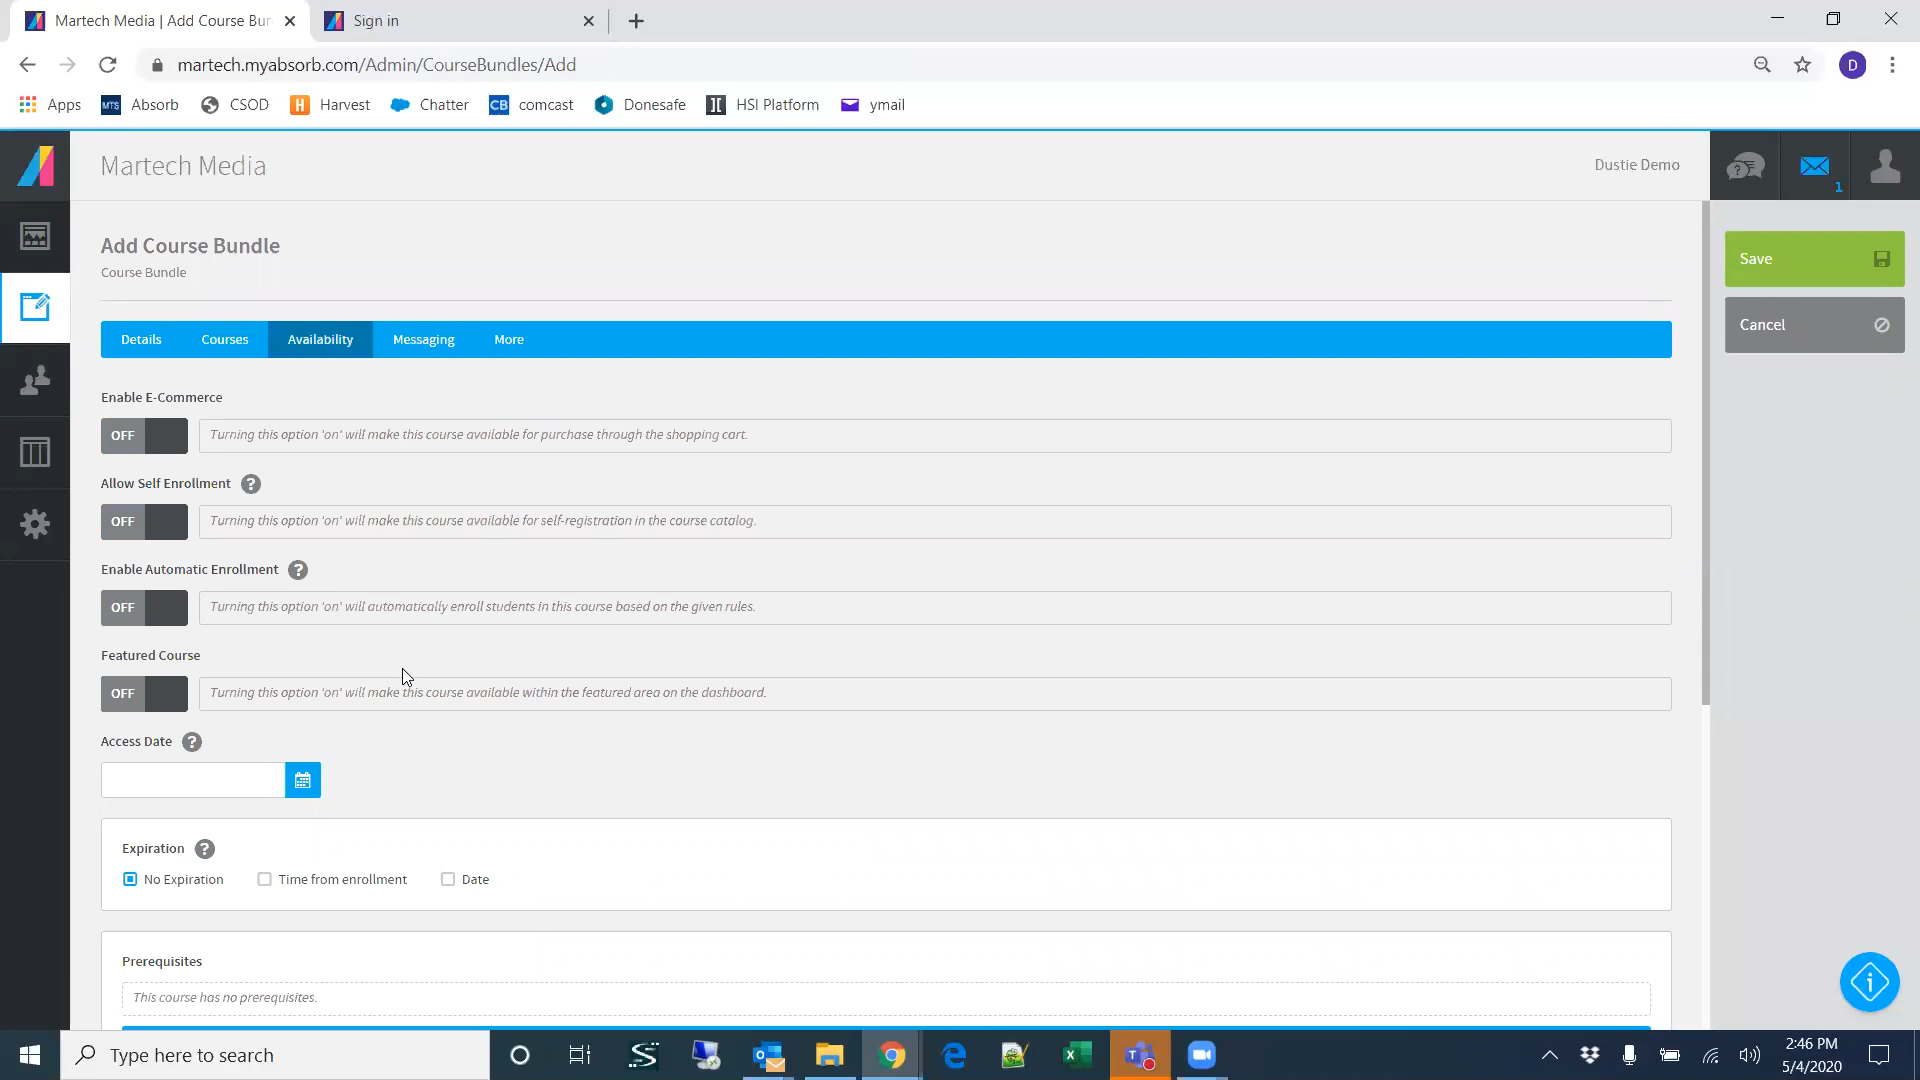 Martech Media | Add Course Bun
Sign in
martech.myabsorb.com/Admin/CourseBundles/Add
D
Apps
MTS Absorb
CSOD
H Harvest
Chatter
CB comcast
Donesafe
HSI Platform
ymail
Martech Media
Dustie Demo
1
Add Course Bundle
Course Bundle
Save
Cancel
Details Courses Availability Messaging More
Enable E-Commerce
OFF Turning this option 'on' will make this course available for purchase through the shopping cart.
Allow Self Enrollment ?
OFF Turning this option 'on' will make this course available for self-registration in the course catalog.
Enable Automatic Enrollment ?
OFF Turning this option 'on' will automatically enroll students in this course based on the given rules.
Featured Course
OFF Turning this option 'on' will make this course available within the featured area on the dashboard.
Access Date ?
Expiration ?
No Expiration Time from enrollment Date
Prerequisites
This course has no prerequisites.
Type here to search
2:46 PM
5/4/2020